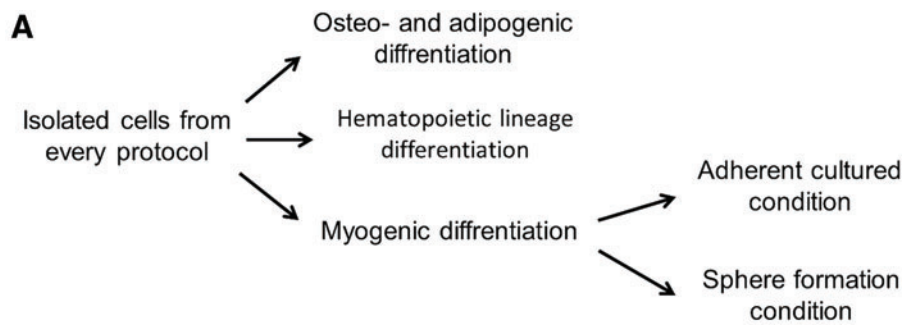 A
Osteo- and adipogenic
diffrentiation
Isolated cells from
every protocol
Hematopoietic lineage
differentiation
Myogenic diffrentiation
Adherent cultured
condition
Sphere formation
condition